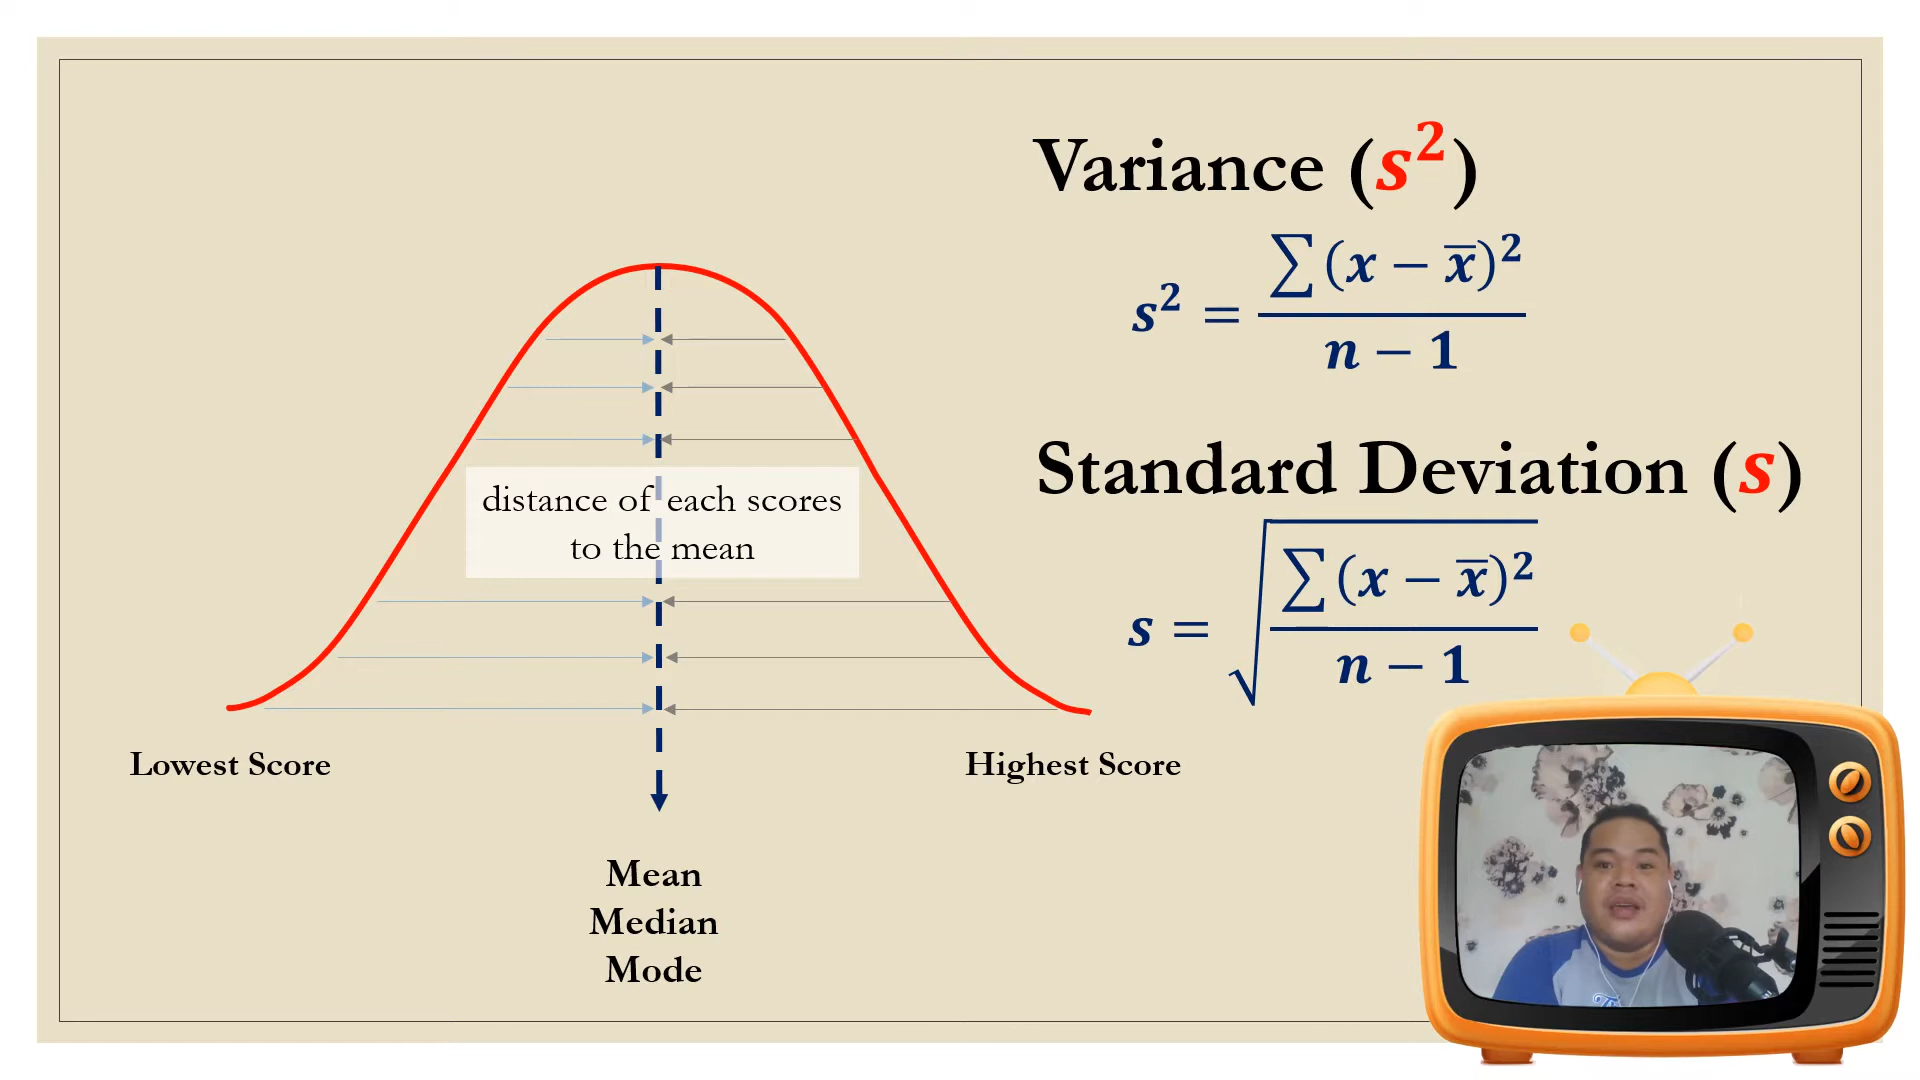 Variance (s²)
s² = ∑(x − x̅)² / n − 1
Standard Deviation (s)
s = √(∑(x − x̅)² / n − 1)
distance of each scores
to the mean
Lowest Score
Highest Score
Mean
Median
Mode